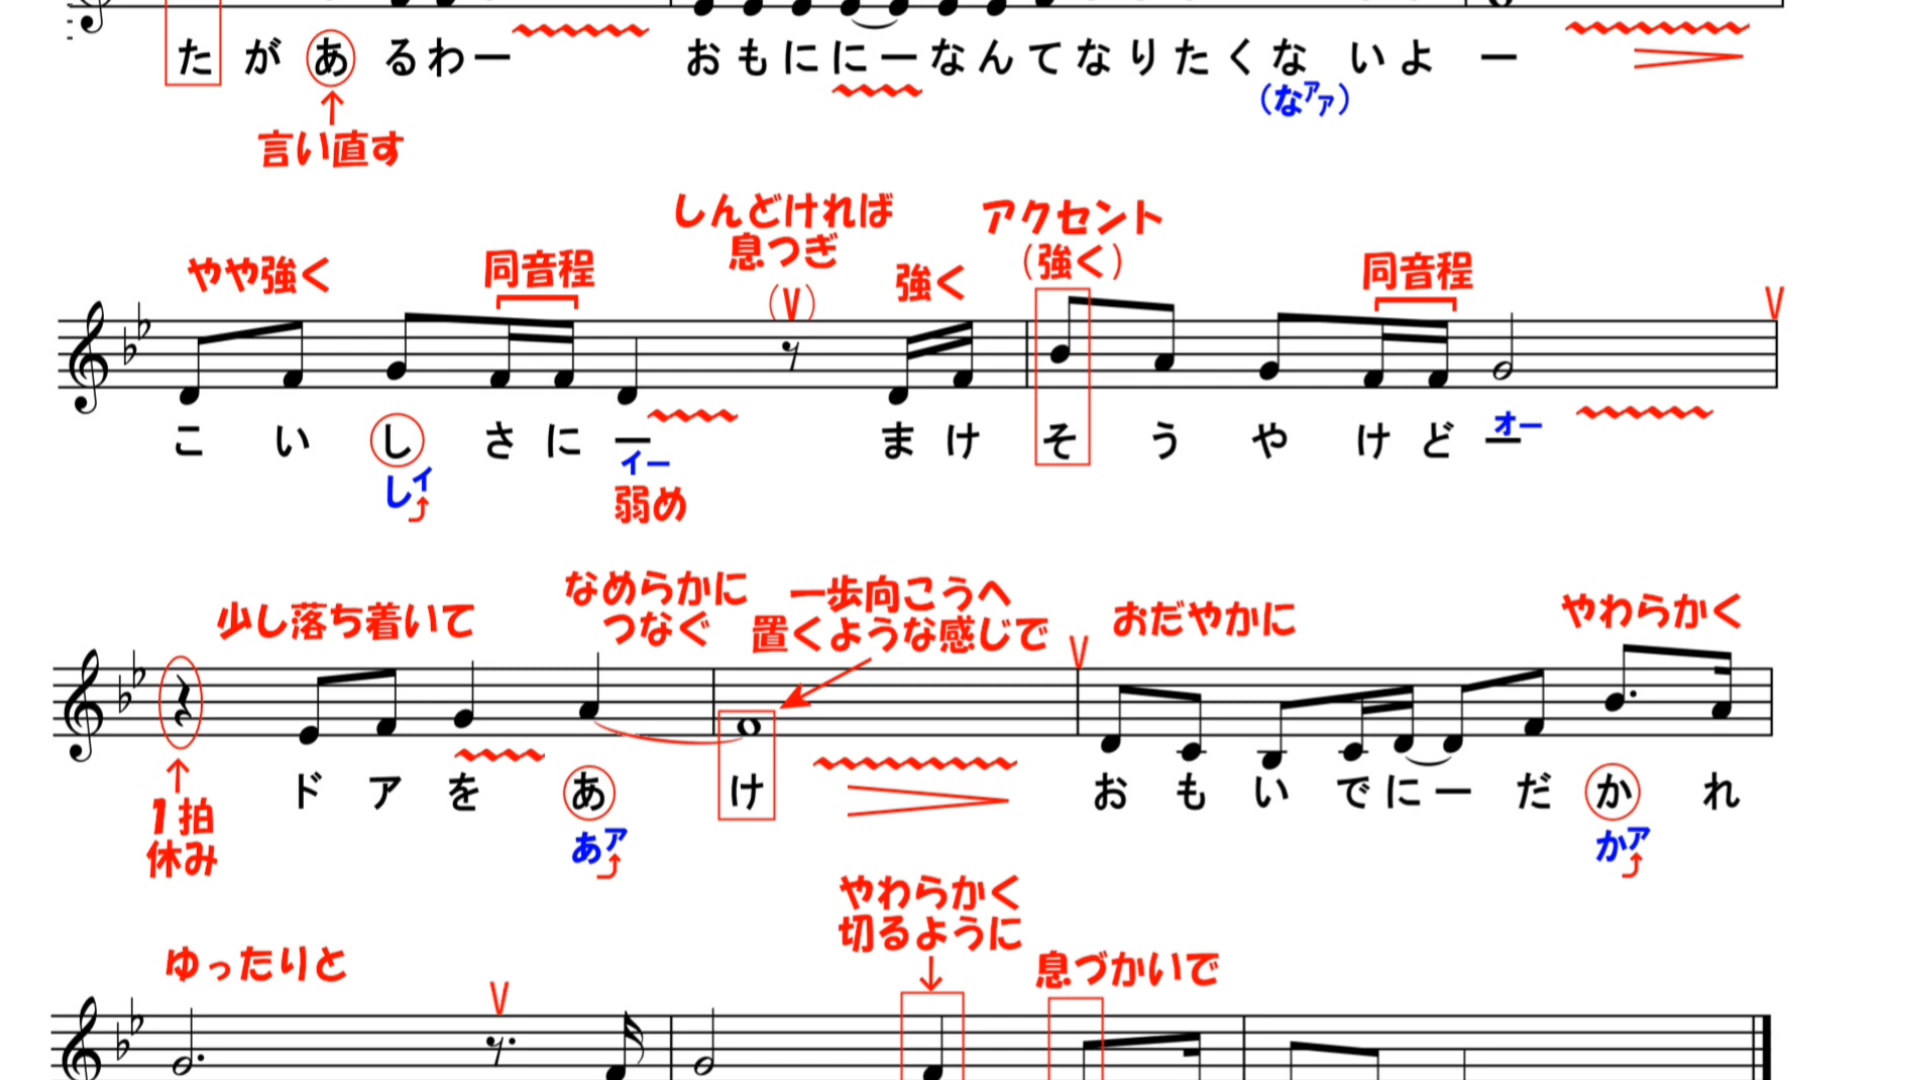 たがあるわー おもににーなんてなりたくないよー
(なアァ)
言い直す
しんどければ
息つぎ
アクセント
(強く)
やや強く 同音程 強く 同音程
(V) V
こいしさにー まけそうやけどー
オー
しイ イー
弱め
なめらかに
つなぐ
一歩向こうへ
置くような感じで
少し落ち着いて おだやかに やわらかく
V
ドアをあけ おもいでにーだかれ
1拍
休み
あア かア
やわらかく
切るように
ゆったりと 息づかいで
V